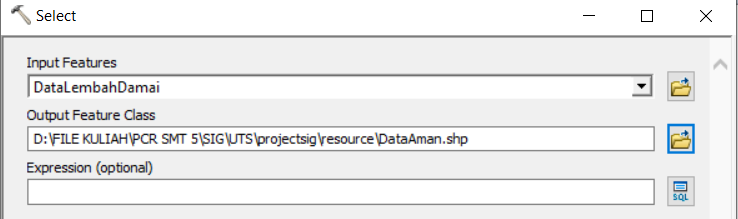 Select
Input Features
DataLembahDamai
Output Feature Class
D:\FILE KULIAH\PCR SMT 5\SIG\UTS\projectsig\resource\DataAman.shp
Expression (optional)
SQL